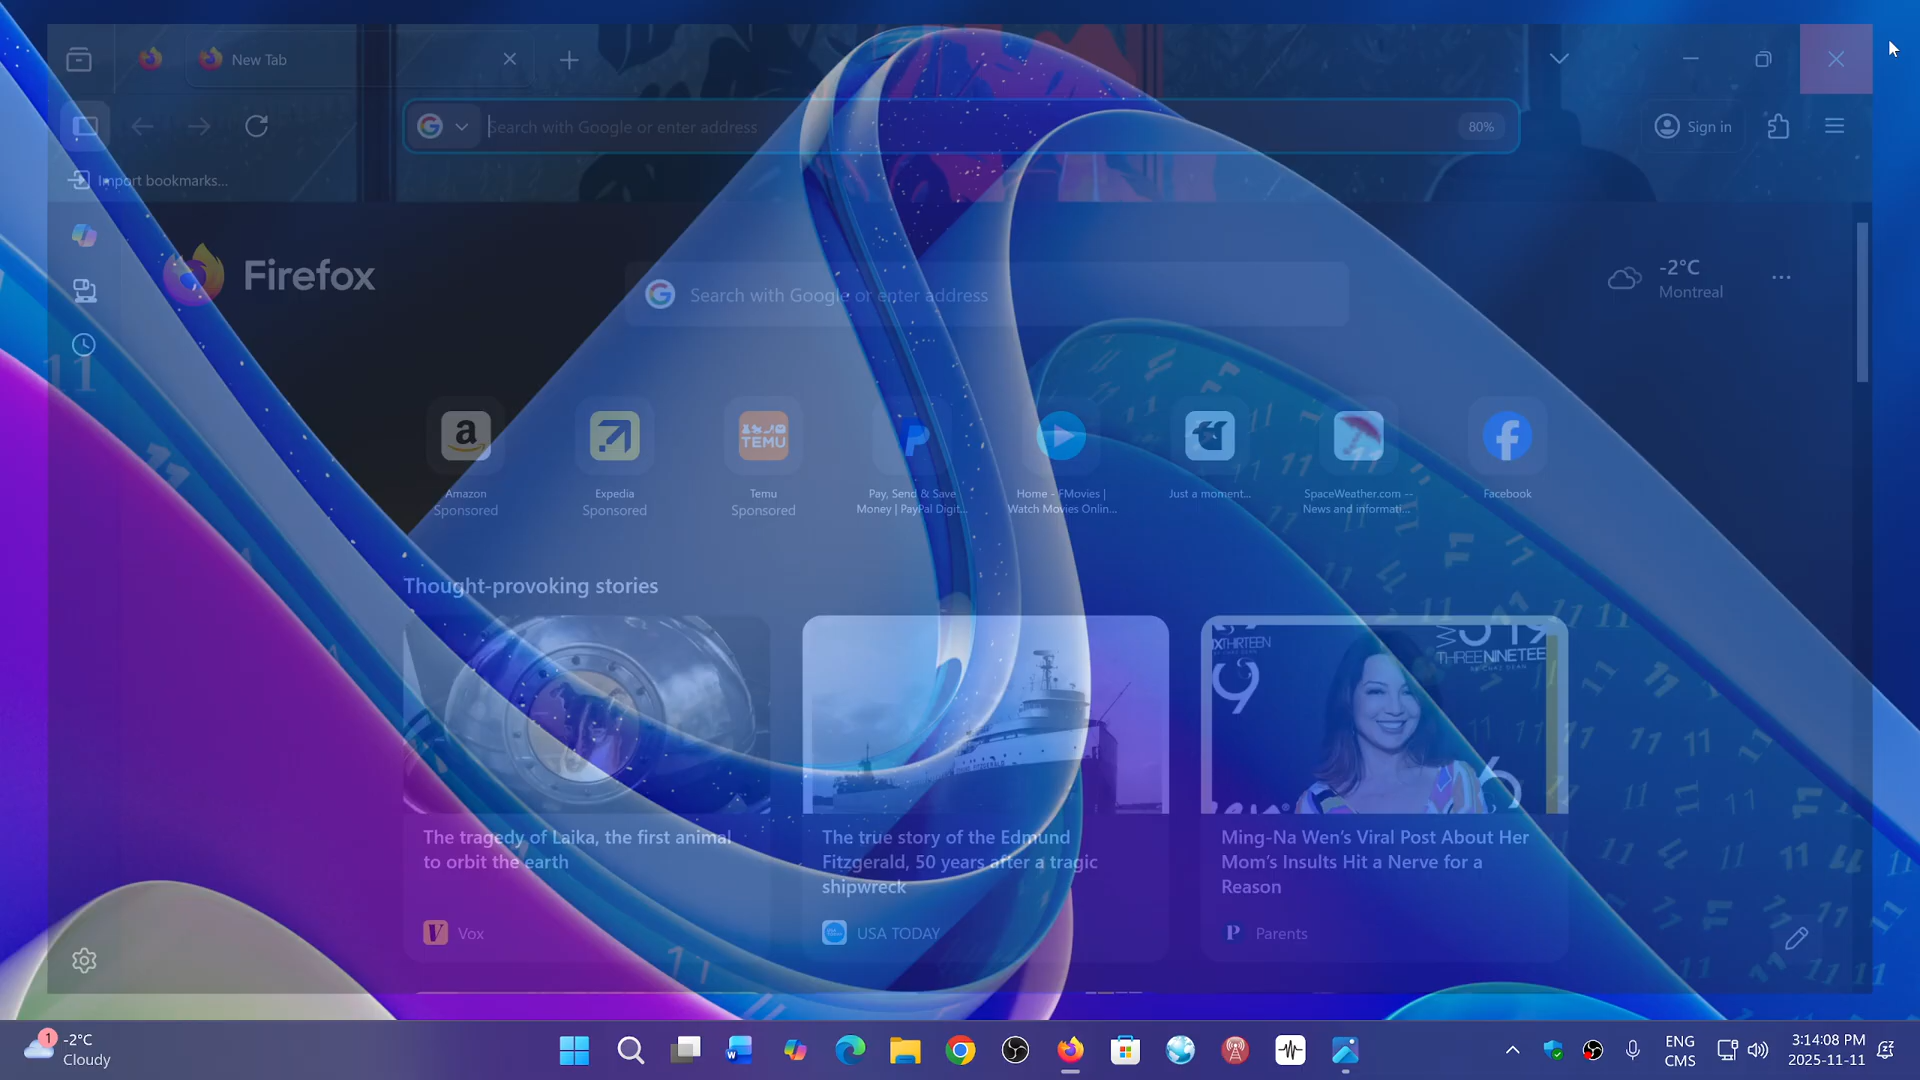 New Tab
Search with Google or enter address
80%
Sign in
Import bookmarks...
Firefox
Search with Google or enter address
-2°C
Montreal
11
a
TEMU
Amazon
Sponsored
Expedia
Sponsored
Temu
Sponsored
Pay, Send & Save
Money | PayPal Digit...
Home - FMovies |
Watch Movies Onlin...
Just a moment...
SpaceWeather.com --
News and informati...
Facebook
Thought-provoking stories
THREENINETEE
The tragedy of Laika, the first animal
to orbit the earth
Vox
The true story of the Edmund
Fitzgerald, 50 years after a tragic
shipwreck
USA TODAY
Ming-Na Wen’s Viral Post About Her
Mom’s Insults Hit a Nerve for a
Reason
Parents
1
-2°C
Cloudy
ENG
CMS
3:14:08 PM
2025-11-11